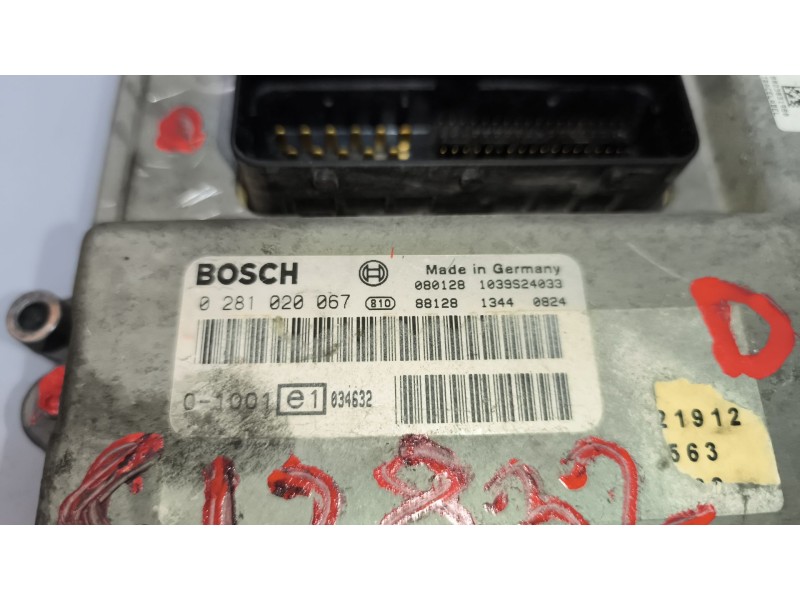 BOSCH Made in Germany
080128 1039S24033
0 281 020 067 810 88128 1344 0824
0-1001 e1 034632
D
21912
563
C12832